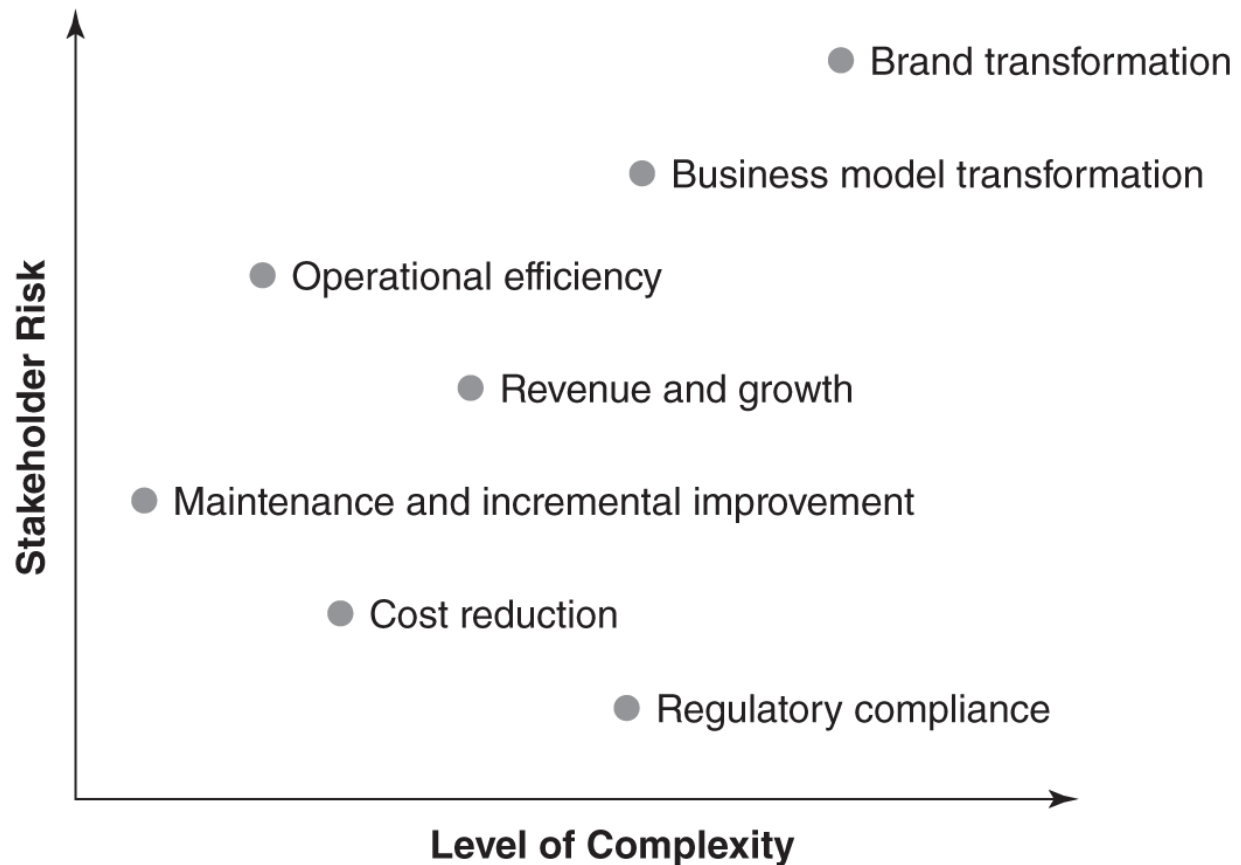 Brand transformation
Business model transformation
Operational efficiency
Revenue and growth
Maintenance and incremental improvement
Cost reduction
Regulatory compliance
Stakeholder Risk
Level of Complexity